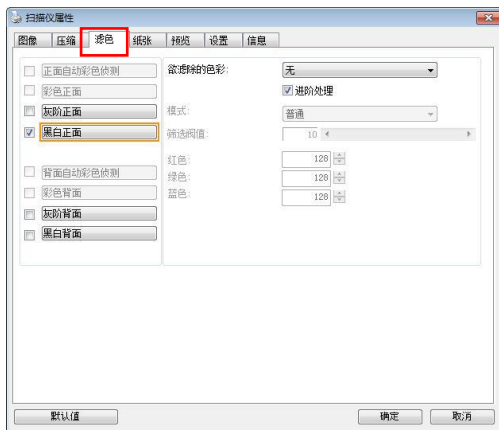 扫描仪属性
图像 压缩 滤色 纸张 预览 设置 信息
正面自动彩色侦测
彩色正面
灰阶正面
黑白正面
背面自动彩色侦测
彩色背面
灰阶背面
黑白背面
欲滤除的色彩: 无
进阶处理
模式: 普通
筛选阀值: 10
红色: 128
绿色: 128
蓝色: 128
默认值 确定 取消